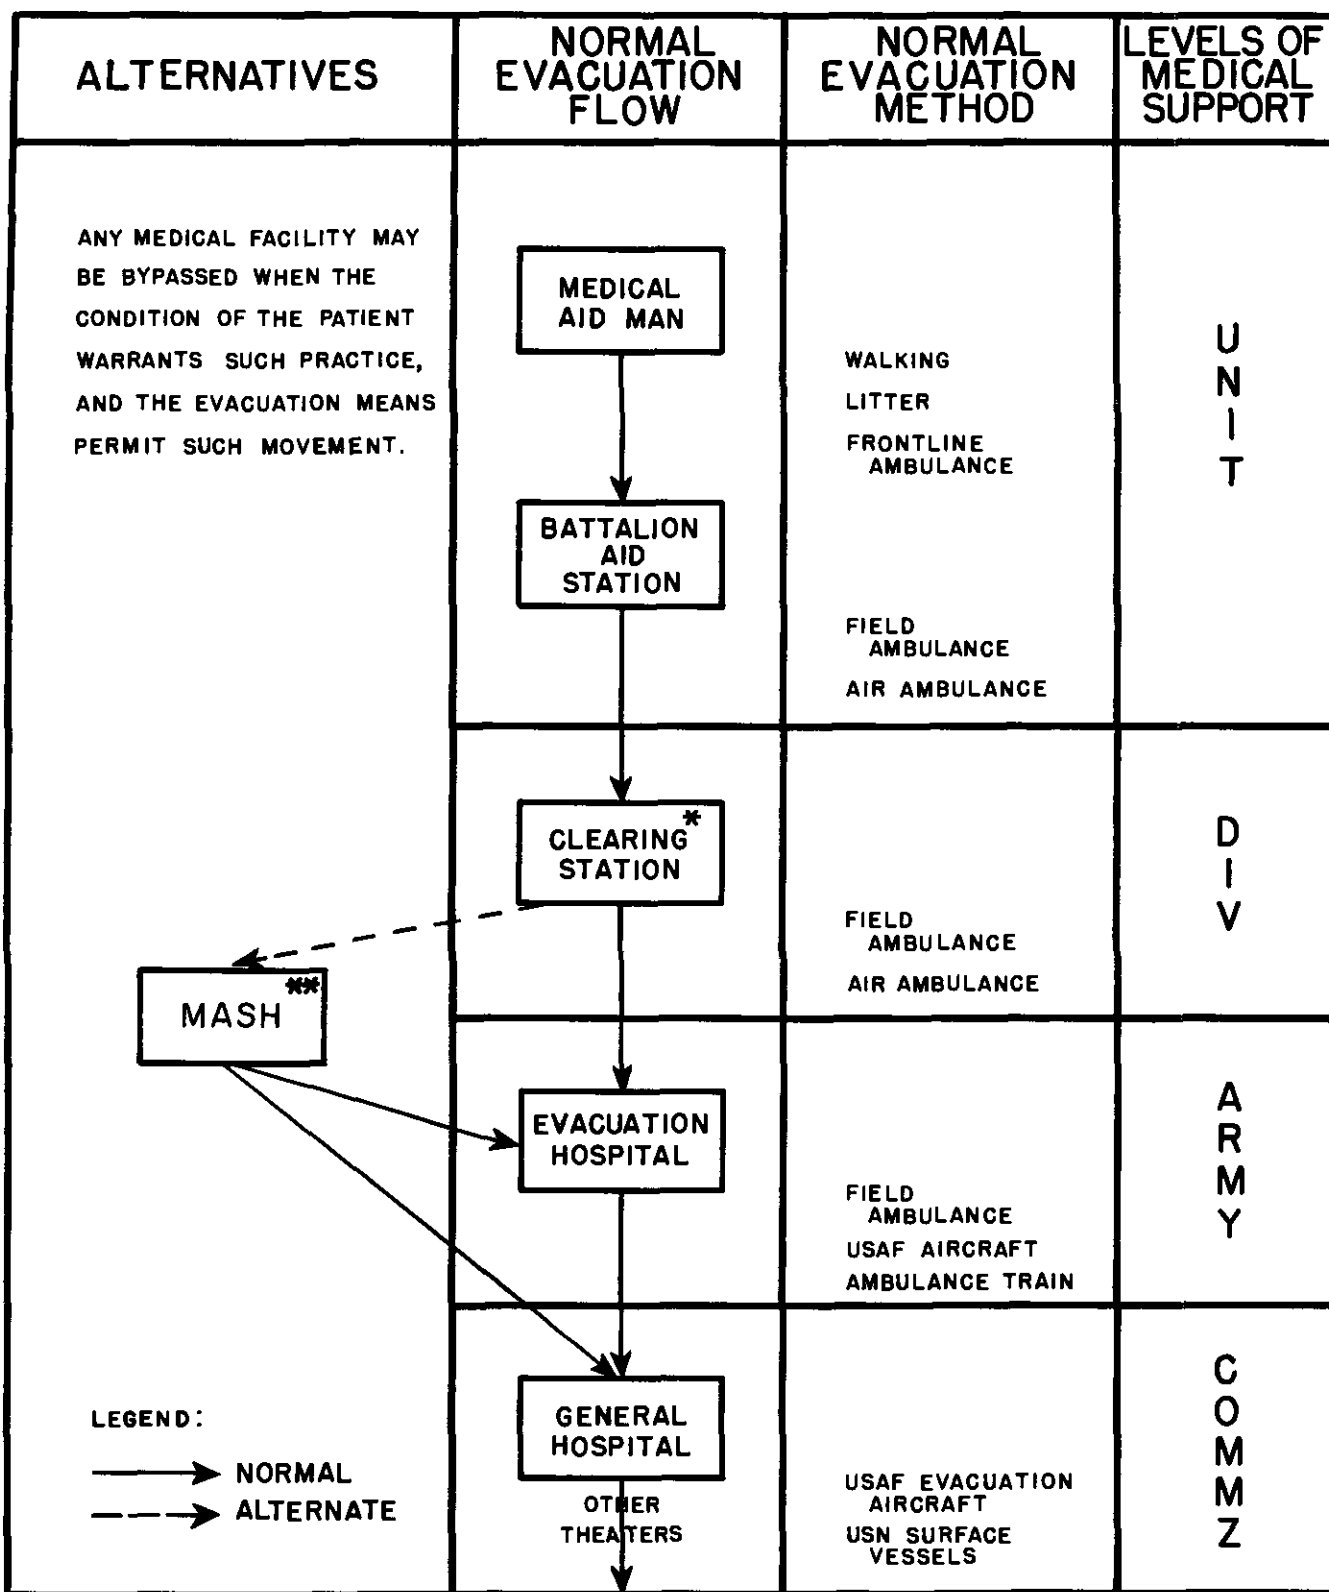 ALTERNATIVES
NORMAL
EVACUATION
FLOW
NORMAL
EVACUATION
METHOD
LEVELS OF
MEDICAL
SUPPORT
ANY MEDICAL FACILITY MAY
BE BYPASSED WHEN THE
CONDITION OF THE PATIENT
WARRANTS SUCH PRACTICE,
AND THE EVACUATION MEANS
PERMIT SUCH MOVEMENT.
MEDICAL
AID MAN
WALKING
LITTER
FRONTLINE
AMBULANCE
U
N
I
T
BATTALION
AID
STATION
FIELD
AMBULANCE
AIR AMBULANCE
CLEARING*
STATION
FIELD
AMBULANCE
AIR AMBULANCE
D
I
V
MASH**
EVACUATION
HOSPITAL
FIELD
AMBULANCE
USAF AIRCRAFT
AMBULANCE TRAIN
A
R
M
Y
GENERAL
HOSPITAL
OTHER
THEATERS
USAF EVACUATION
AIRCRAFT
USN SURFACE
VESSELS
C
O
M
M
Z
LEGEND:
NORMAL
ALTERNATE